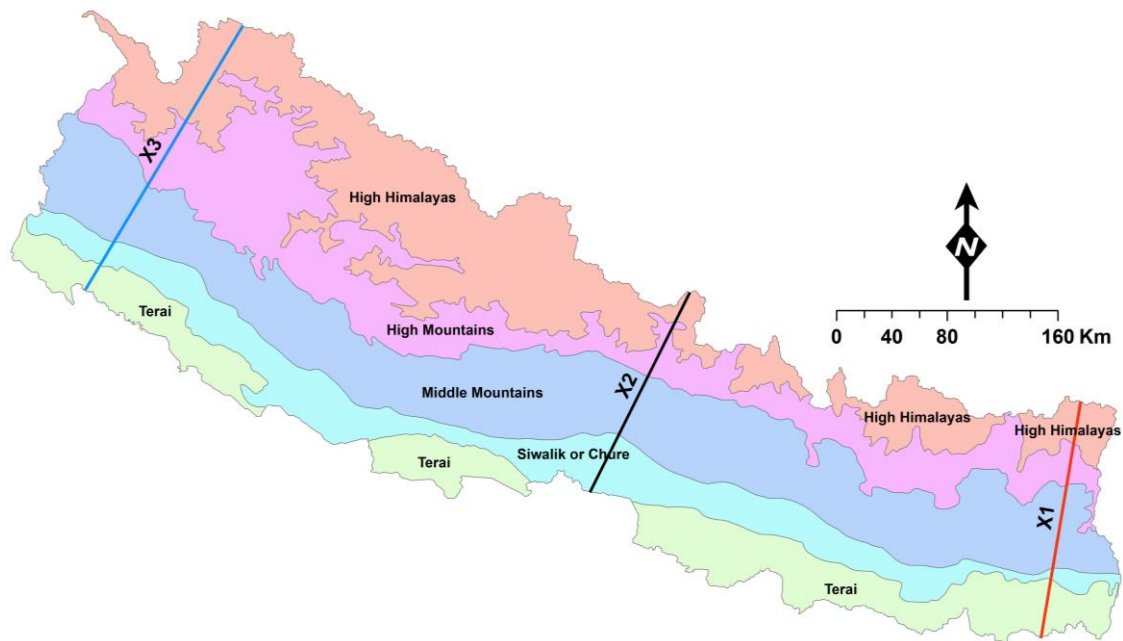 X3
High Himalayas
N
Terai
High Mountains
0 40 80 160 Km
X2
Middle Mountains
High Himalayas
High Himalayas
Siwalik or Chure
Terai
X1
Terai